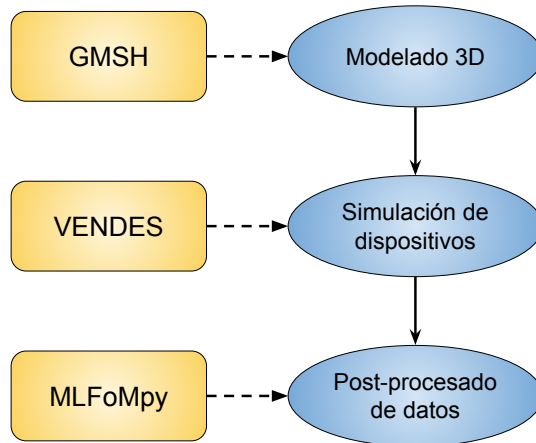 GMSH
Modelado 3D
VENDES
Simulación de
dispositivos
MLFoMpy
Post-procesado
de datos